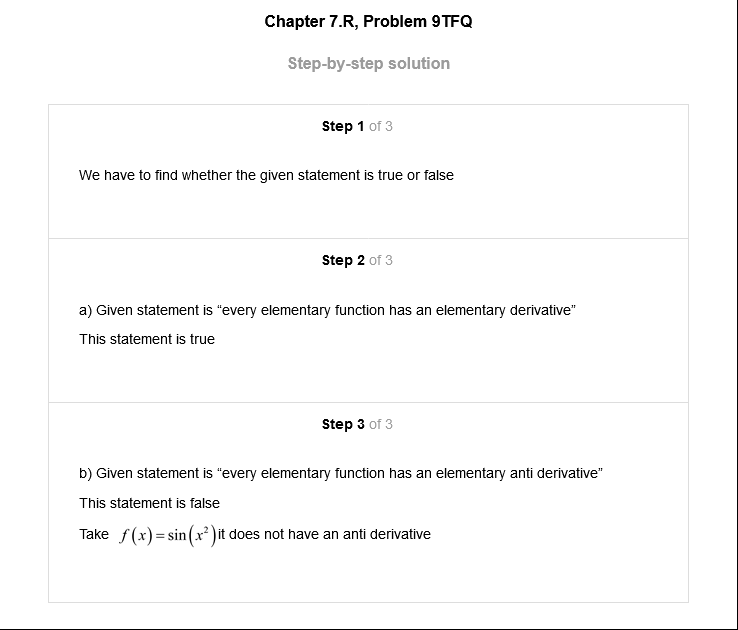 Chapter 7.R, Problem 9TFQ
Step-by-step solution
Step 1 of 3
We have to find whether the given statement is true or false
Step 2 of 3
a) Given statement is “every elementary function has an elementary derivative”
This statement is true
Step 3 of 3
b) Given statement is “every elementary function has an elementary anti derivative”
This statement is false
Take f(x)=sin(x²)it does not have an anti derivative